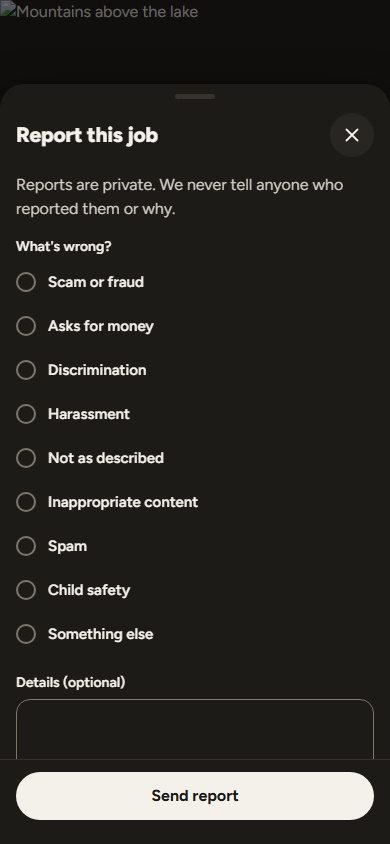 Mountains above the lake
Report this job
Reports are private. We never tell anyone who
reported them or why.
What's wrong?
Scam or fraud
Asks for money
Discrimination
Harassment
Not as described
Inappropriate content
Spam
Child safety
Something else
Details (optional)
Send report